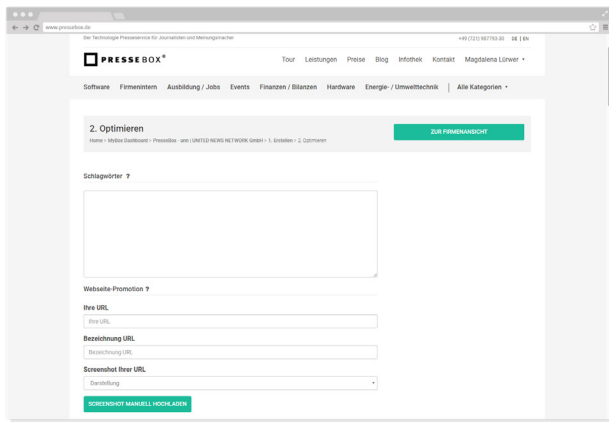 www.pressebox.de
Der Technologie Presseservice für Journalisten und Meinungsmacher
+49 (721) 987793-30 DE | EN
PRESSEBOX®
Tour Leistungen Preise Blog Infothek Kontakt Magdalena Lürwer
Software Firmenintern Ausbildung / Jobs Events Finanzen / Bilanzen Hardware Energie- / Umwelttechnik | Alle Kategorien
2. Optimieren
ZUR FIRMENANSICHT
Home > MyBox Dashboard > PresseBox - unn | UNITED NEWS NETWORK GmbH > 1. Erstellen > 2. Optimieren
Schlagwörter ?
Webseite-Promotion ?
Ihre URL
Ihre URL
Bezeichnung URL
Bezeichnung URL
Screenshot Ihrer URL
Darstellung
SCREENSHOT MANUELL HOCHLADEN